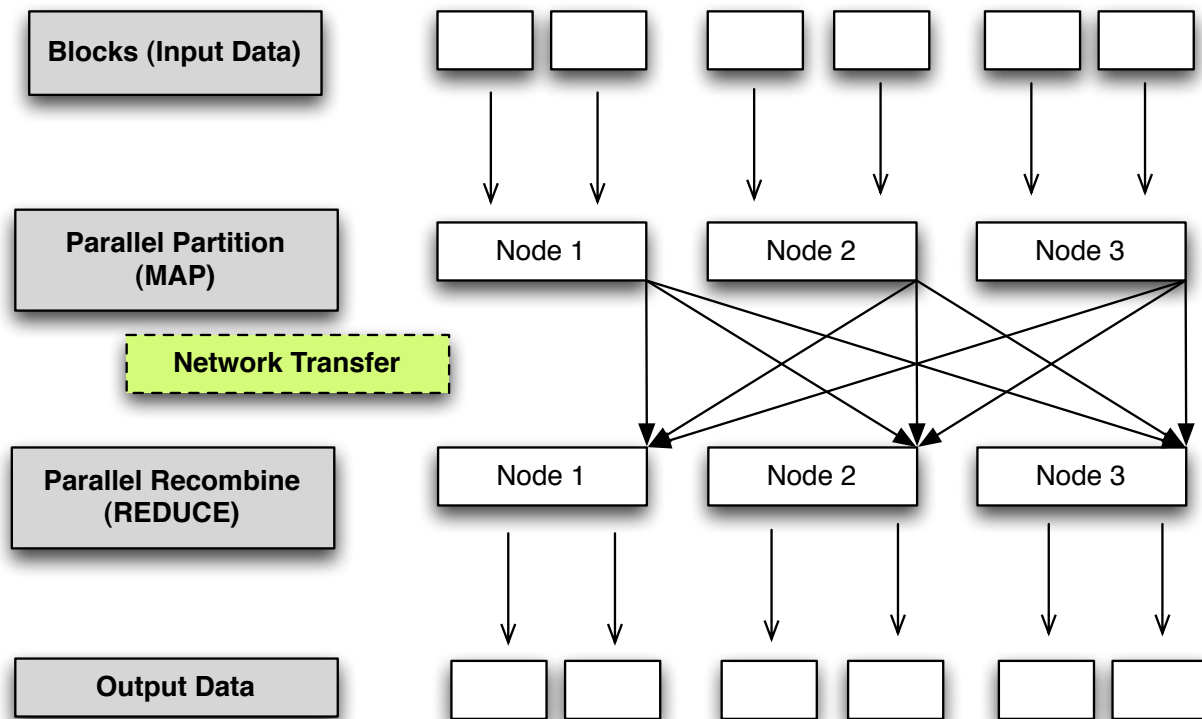 Blocks (Input Data)
Parallel Partition
(MAP)
Node 1
Node 2
Node 3
Network Transfer
Parallel Recombine
(REDUCE)
Node 1
Node 2
Node 3
Output Data